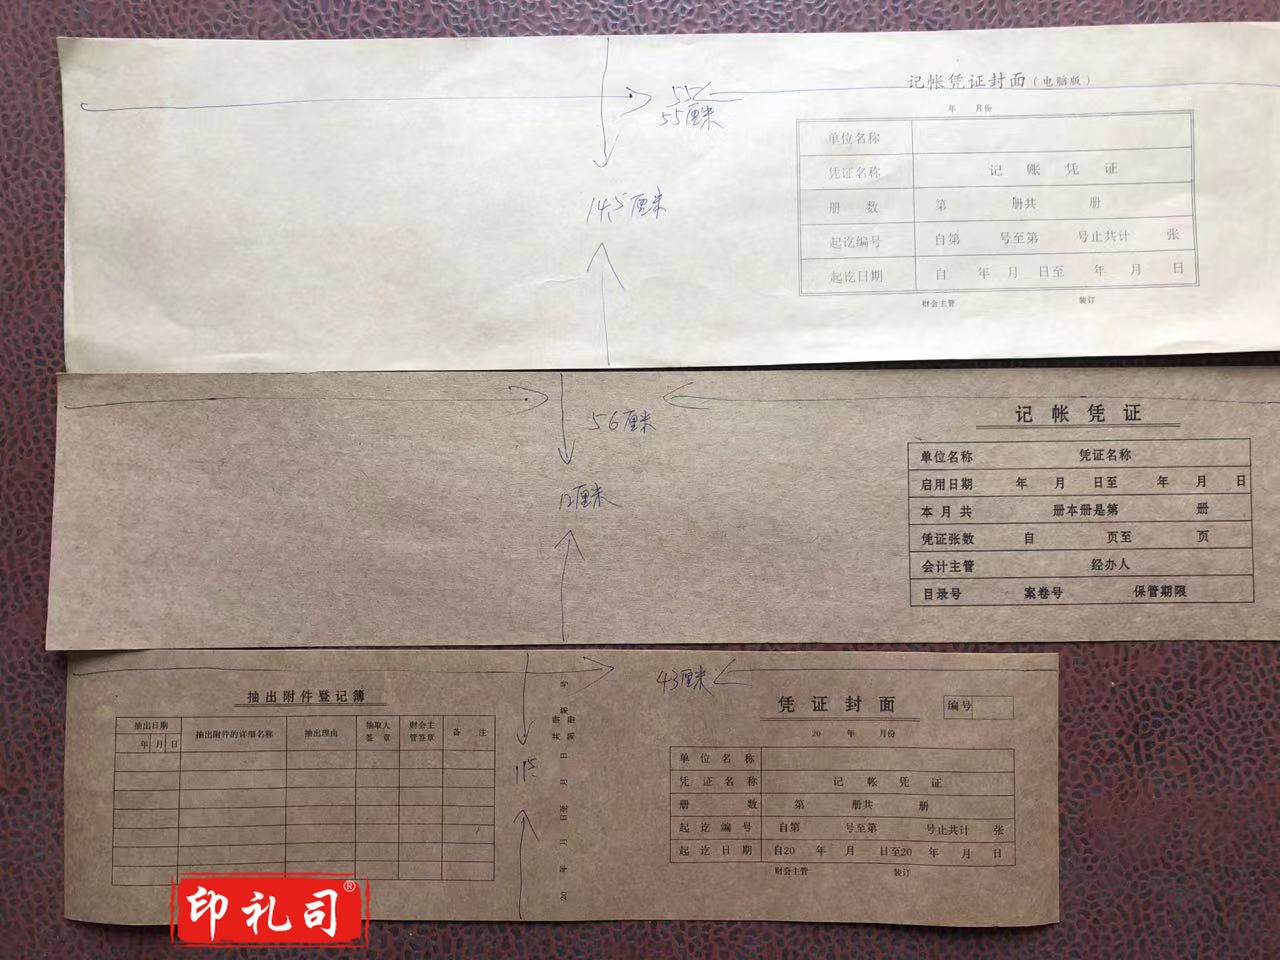 记帐凭证封面（电脑版）
年 月份
55
55厘米
14.5厘米
单位名称
凭证名称 记 账 凭 证
册 数 第 册共 册
起讫编号 自第 号至第 号止共计 张
起讫日期 自 年 月 日至 年 月 日
财会主管 装订
56厘米
12厘米
记 帐 凭 证
单位名称 凭证名称
启用日期 年 月 日至 年 月 日
本 月 共 册本册是第 册
凭证张数 自 页至 页
会计主管 经办人
目录号 案卷号 保管期限
43厘米
抽 出 附 件 登 记 簿
抽出日期 抽出附件的详细名称 抽出理由 抽取人签章 财会主管签章 备注
年 月 日
凭 证 封 面
编号
20 年 月份
单 位 名 称
凭 证 名 称 记 帐 凭 证
册 数 第 册共 册
起 讫 编 号 自第 号至第 号止共计 张
起 讫 日 期 自20 年 月 日至20 年 月 日
财会主管 装订
印礼司®